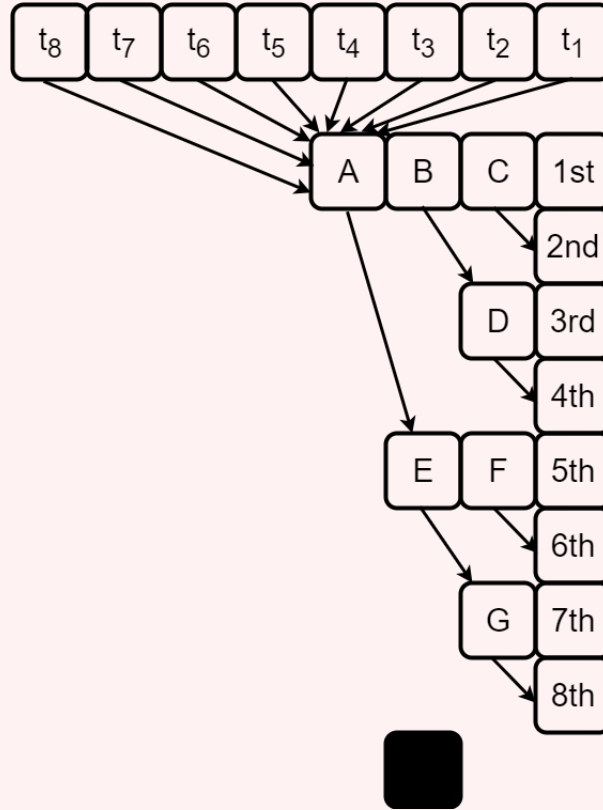 t₈ t₇ t₆ t₅ t₄ t₃ t₂ t₁
A B C 1st
2nd
D 3rd
4th
E F 5th
6th
G 7th
8th